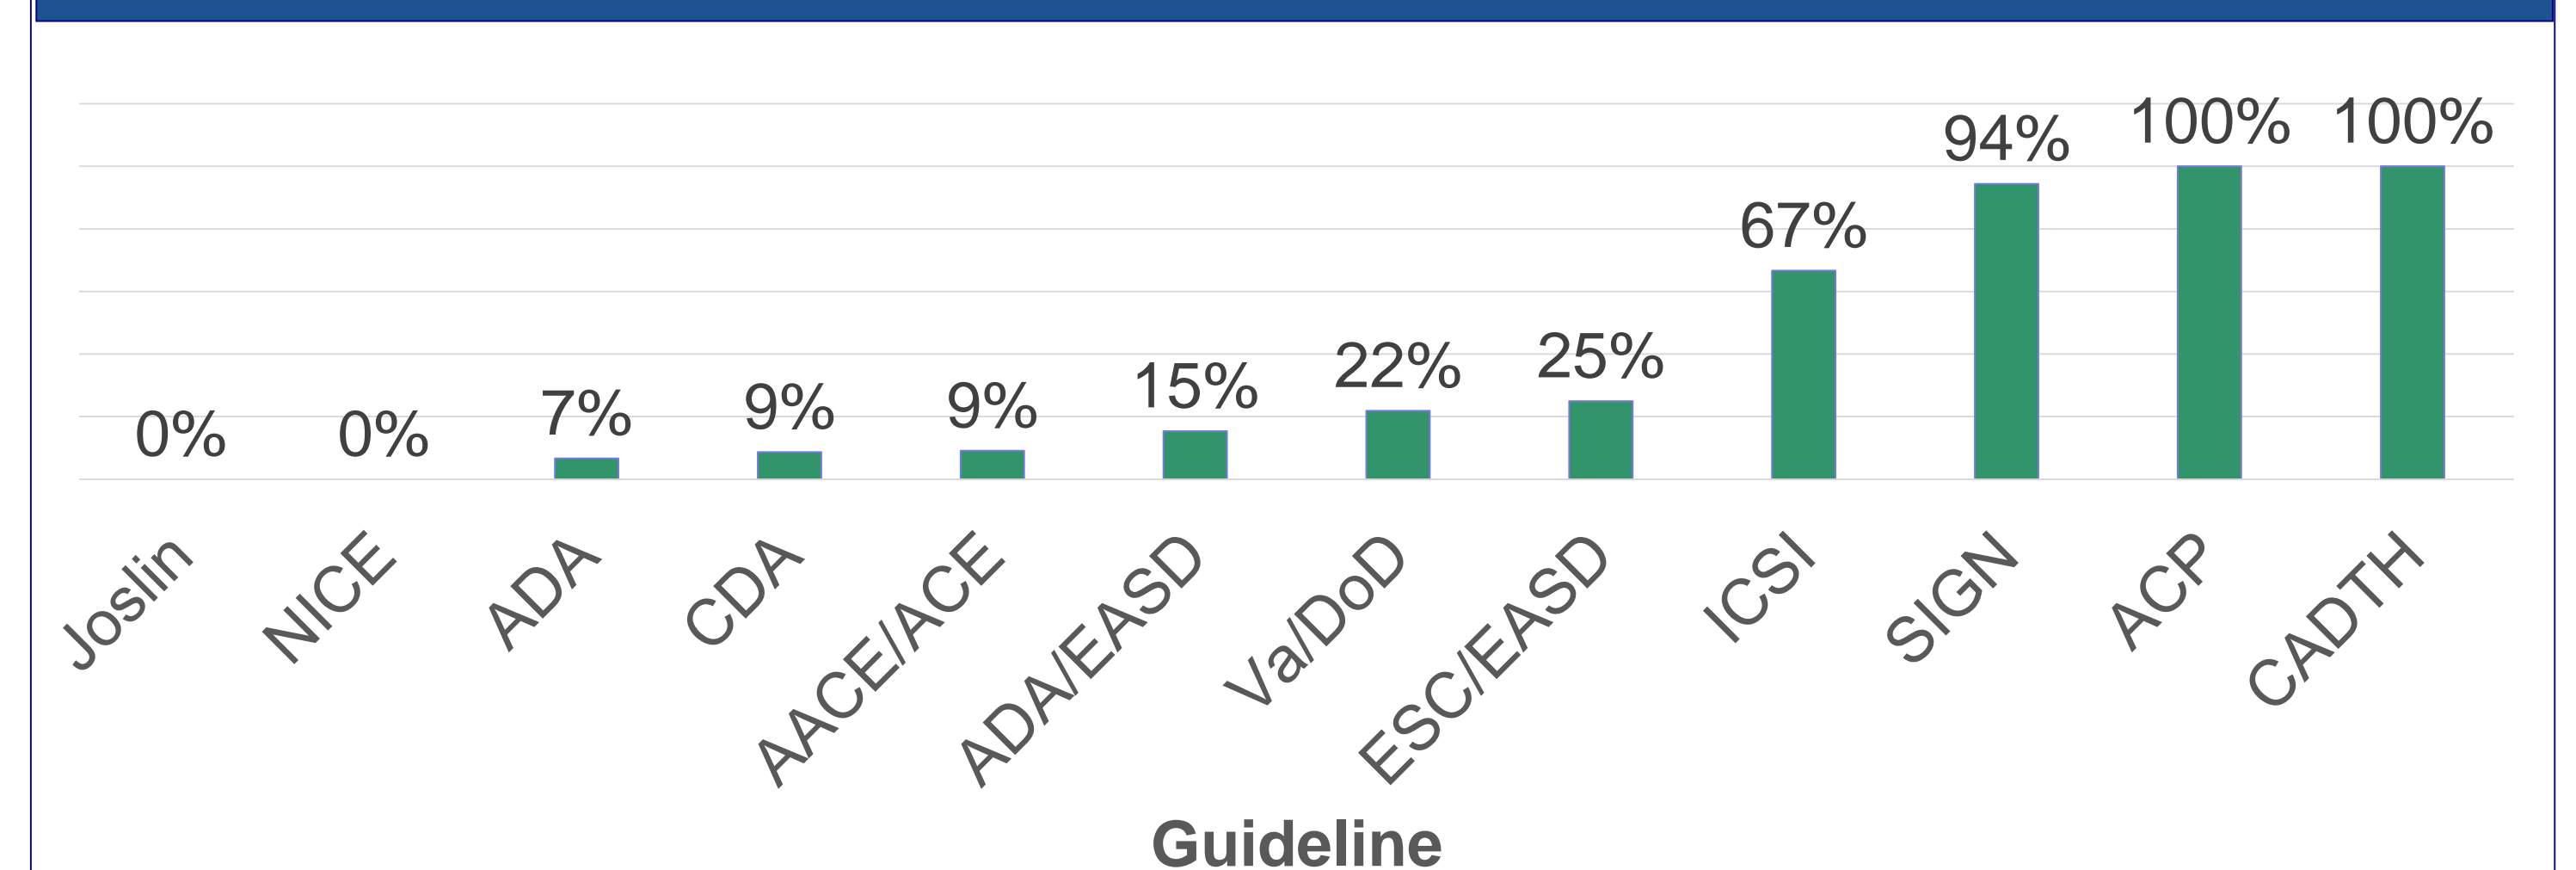 0% 0% 7% 9% 9% 15% 22% 25% 67% 94% 100% 100%
Joslin NICE ADA CDA AACE/ACE ADA/EASD Va/DoD ESC/EASD ICSI SIGN ACP CADTH
Guideline